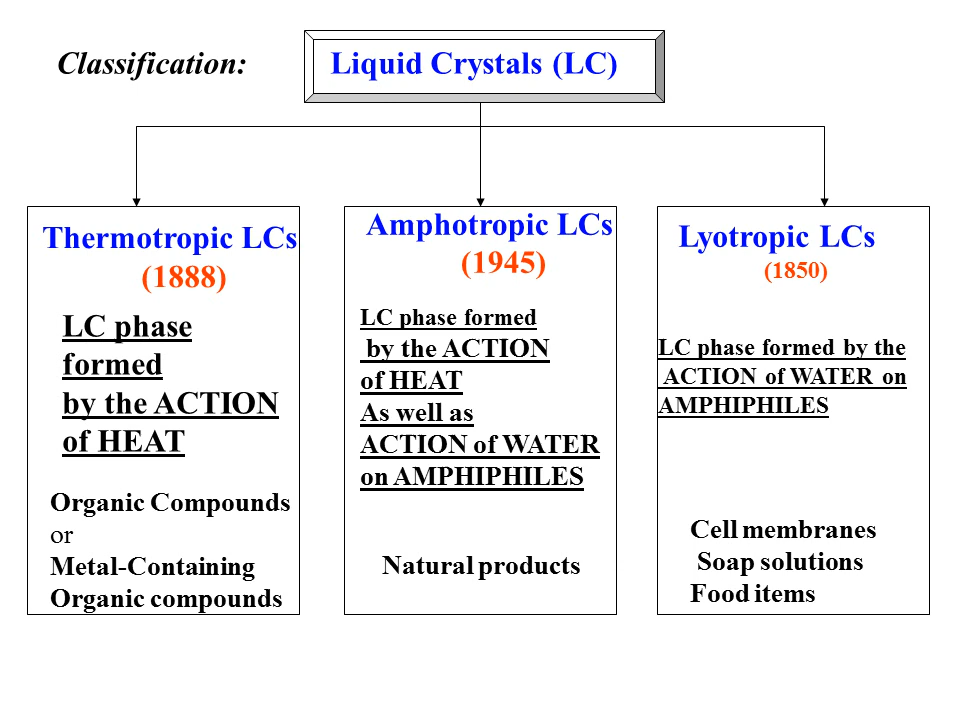 Classification:
Liquid Crystals (LC)
Thermotropic LCs
(1888)
LC phase
formed
by the ACTION
of HEAT
Organic Compounds
or
Metal-Containing
Organic compounds
Amphotropic LCs
(1945)
LC phase formed
by the ACTION
of HEAT
As well as
ACTION of WATER
on AMPHIPHILES
Natural products
Lyotropic LCs
(1850)
LC phase formed by the
ACTION of WATER on
AMPHIPHILES
Cell membranes
Soap solutions
Food items